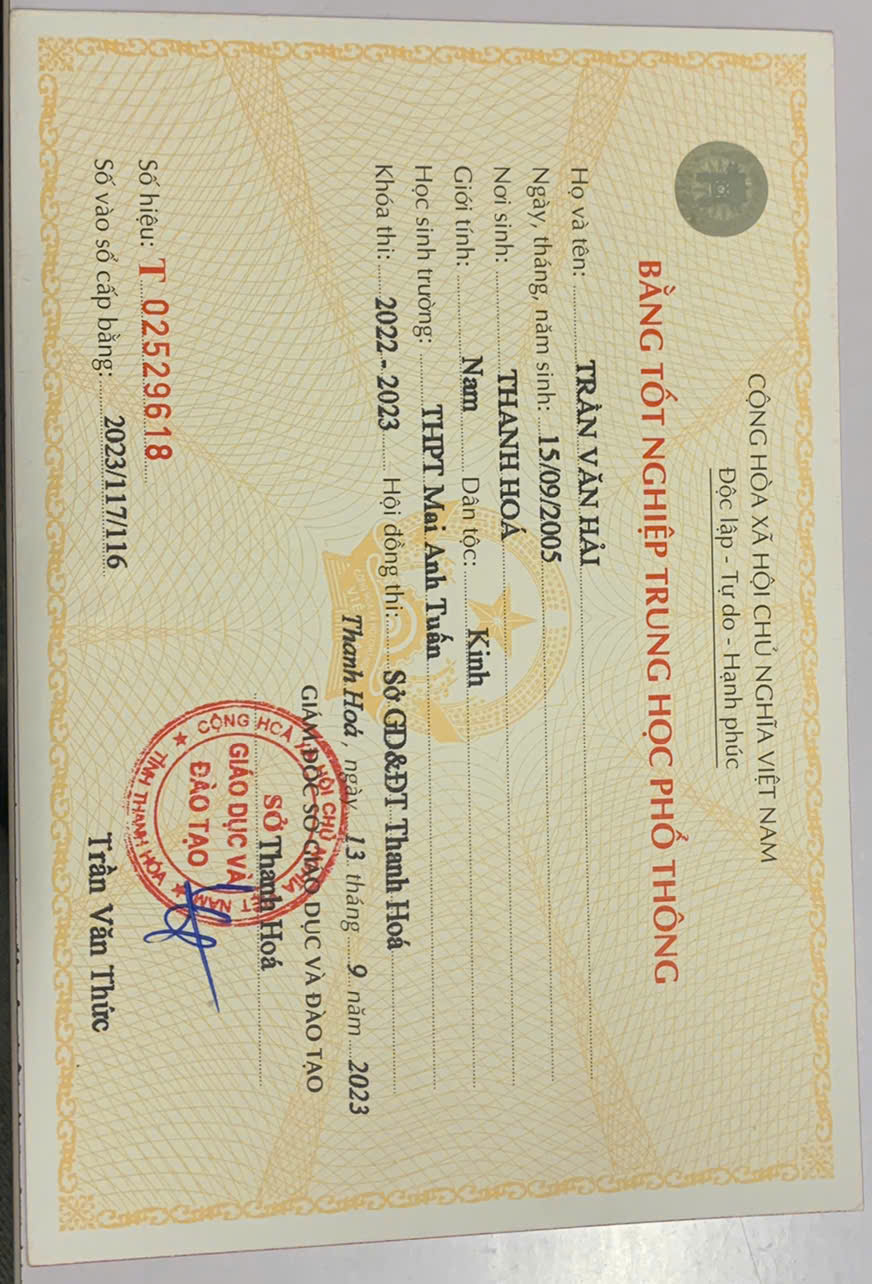 CỘNG HÒA XÃ HỘI CHỦ NGHĨA VIỆT NAM
Độc lập - Tự do - Hạnh phúc
BẰNG TỐT NGHIỆP TRUNG HỌC PHỔ THÔNG
Họ và tên: TRẦN VĂN HẢI
Ngày, tháng, năm sinh: 15/09/2005
Nơi sinh: THANH HOÁ
Giới tính: Nam Dân tộc: Kinh
Học sinh trường: THPT Mai Anh Tuấn
Khóa thi: 2022 - 2023 Hội đồng thi: Sở GD&ĐT Thanh Hoá
Thanh Hoá, ngày 13 tháng 9 năm 2023
GIÁM ĐỐC SỞ GIÁO DỤC VÀ ĐÀO TẠO
Thanh Hoá
CỘNG HOÀ XÃ HỘI CHỦ NGHĨA VIỆT NAM
SỞ
GIÁO DỤC VÀ
ĐÀO TẠO
TỈNH THANH HÓA
Số hiệu: T 02529618
Số vào sổ cấp bằng: 2023/117/116
Trần Văn Thức